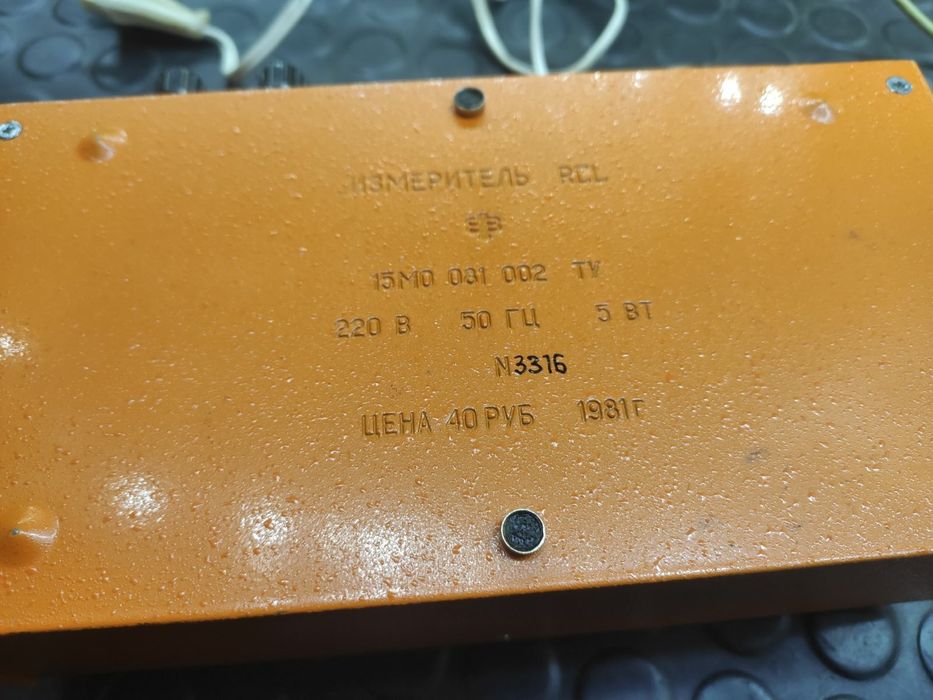 ИЗМЕРИТЕЛЬ RCL
15М0 081 002 ТУ
220 В 50 ГЦ 5 ВТ
N3316
ЦЕНА 40 РУБ 1981г